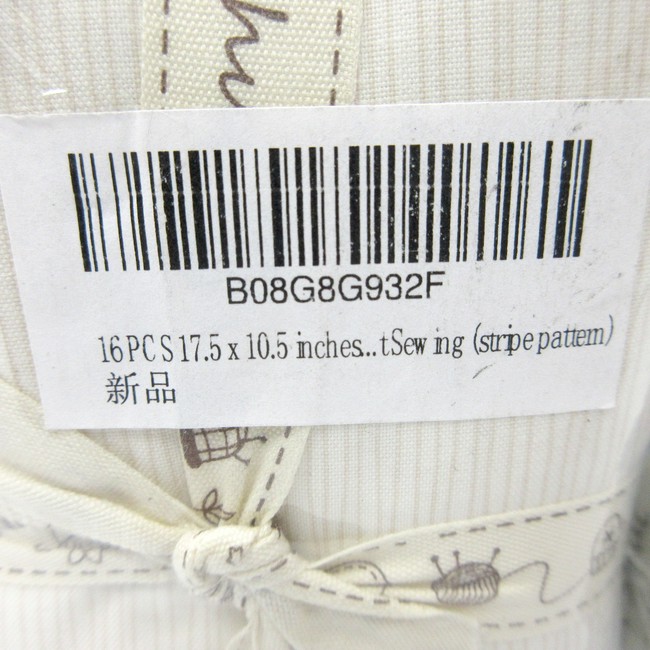 B08G8G932F
16PCS 17.5 x 10.5 inches...tSewing (stripe pattern)
新品